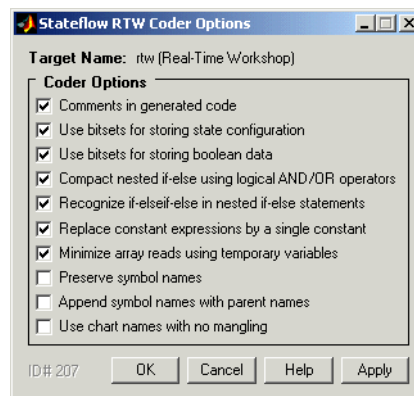 Stateflow RTW Coder Options
Target Name: rtw (Real-Time Workshop)
Coder Options
Comments in generated code
Use bitsets for storing state configuration
Use bitsets for storing boolean data
Compact nested if-else using logical AND/OR operators
Recognize if-elseif-else in nested if-else statements
Replace constant expressions by a single constant
Minimize array reads using temporary variables
Preserve symbol names
Append symbol names with parent names
Use chart names with no mangling
ID# 207 OK Cancel Help Apply